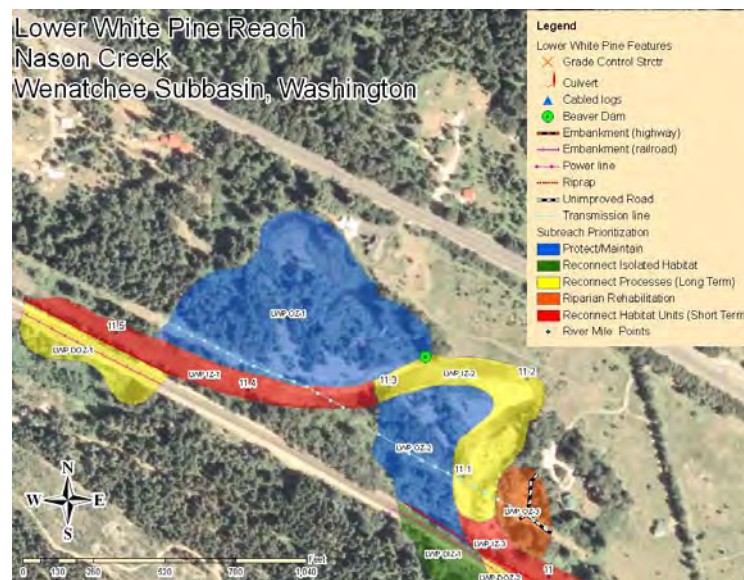 Lower White Pine Reach
Nason Creek
Wenatchee Subbasin, Washington
Legend
Lower White Pine Features
Grade Control Strctr
Culvert
Cabled logs
Beaver Dam
Embankment (highway)
Embankment (railroad)
Power line
Riprap
Unimproved Road
Transmission line
Subreach Prioritization
Protect/Maintain
Reconnect Isolated Habitat
Reconnect Processes (Long Term)
Riparian Rehabilitation
Reconnect Habitat Units (Short Term)
River Mile Points
LWP OZ-1
11.5
LWP DOZ-1
LWP IZ-1
11.4
11.3
LWP IZ-2
11.2
LWP OZ-2
11.1
LWP OZ-3
LWP IZ-3
LWP DIZ-1
11
LWP DOZ-2
N
W E
S
Feet
0 130 260 520 780 1,040